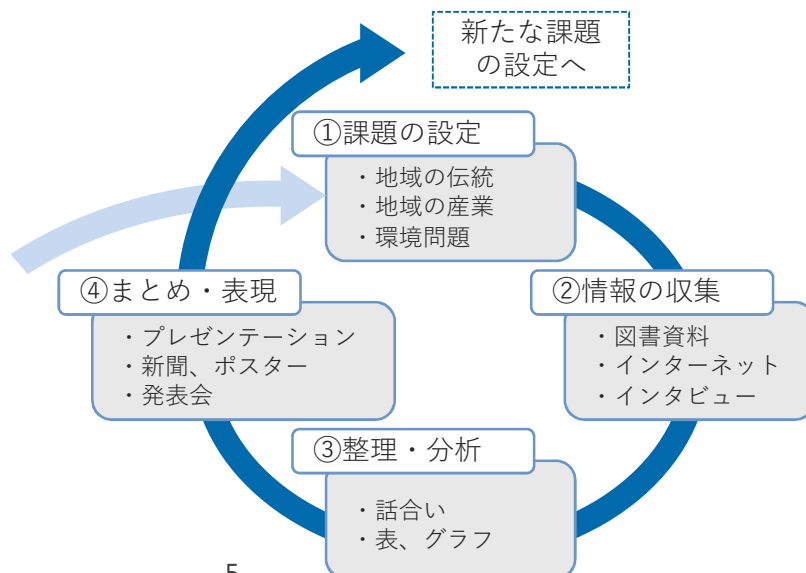 新たな課題
の設定へ
①課題の設定
・地域の伝統
・地域の産業
・環境問題
②情報の収集
・図書資料
・インターネット
・インタビュー
③整理・分析
・話合い
・表、グラフ
④まとめ・表現
・プレゼンテーション
・新聞、ポスター
・発表会
5